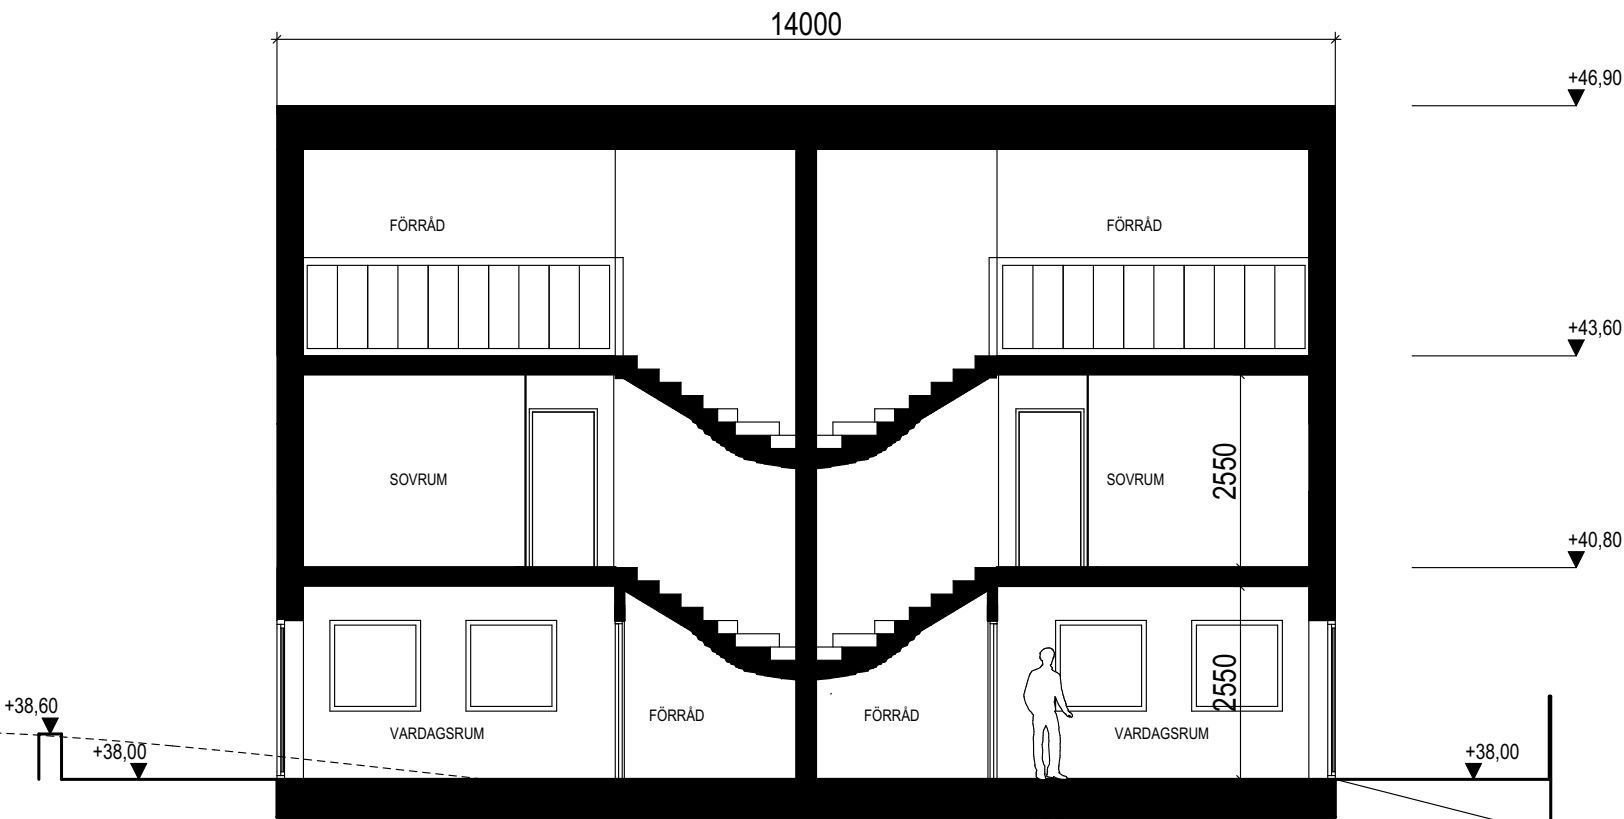 14000
+46,90
FÖRRÅD
FÖRRÅD
+43,60
SOVRUM
SOVRUM
2550
+40,80
+38,60
+38,00
VARDAGSRUM
FÖRRÅD
FÖRRÅD
VARDAGSRUM
2550
+38,00